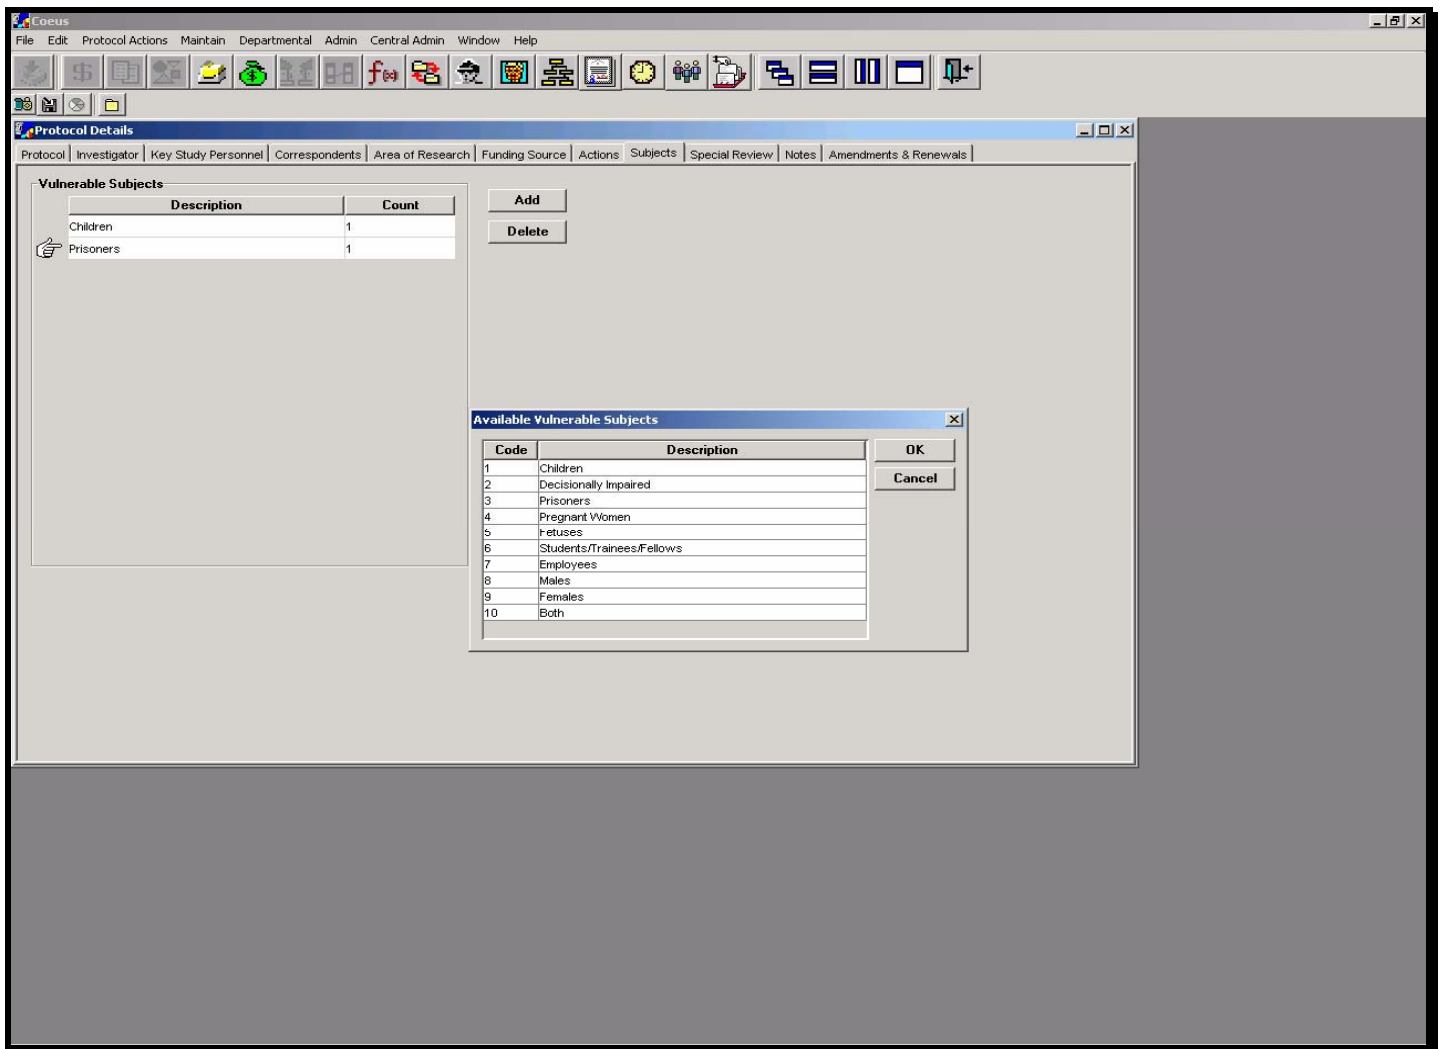 Coeus
File Edit Protocol Actions Maintain Departmental Admin Central Admin Window Help
Protocol Details
Protocol Investigator Key Study Personnel Correspondents Area of Research Funding Source Actions Subjects Special Review Notes Amendments & Renewals
Vulnerable Subjects
Description Count
Children 1
Prisoners 1
Add
Delete
Available Vulnerable Subjects
Code Description
1 Children
2 Decisionally Impaired
3 Prisoners
4 Pregnant Women
5 Fetuses
6 Students/Trainees/Fellows
7 Employees
8 Males
9 Females
10 Both
OK
Cancel